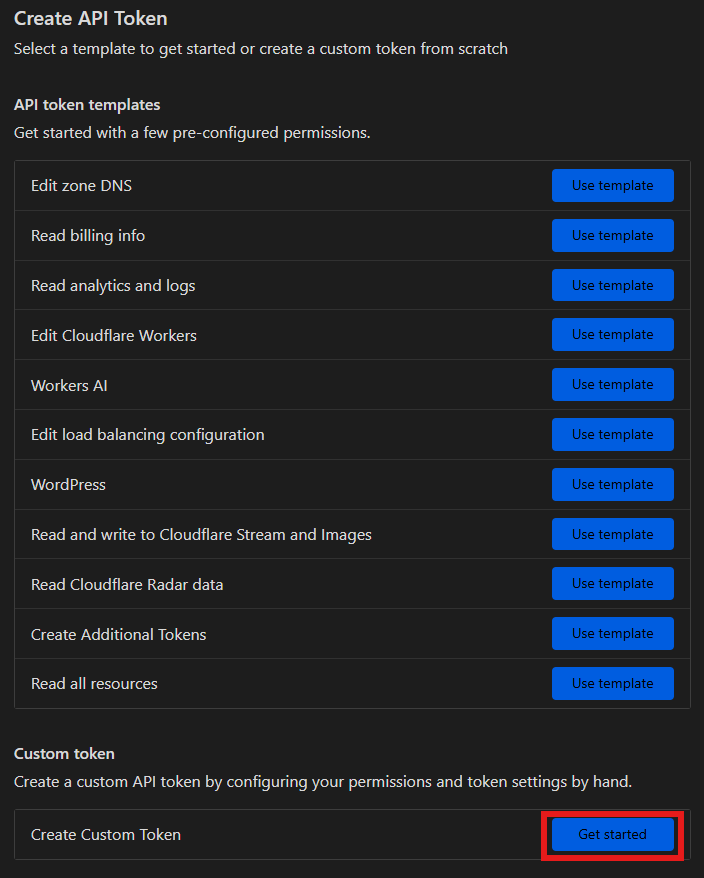 Create API Token
Select a template to get started or create a custom token from scratch
API token templates
Get started with a few pre-configured permissions.
Edit zone DNS Use template
Read billing info Use template
Read analytics and logs Use template
Edit Cloudflare Workers Use template
Workers AI Use template
Edit load balancing configuration Use template
WordPress Use template
Read and write to Cloudflare Stream and Images Use template
Read Cloudflare Radar data Use template
Create Additional Tokens Use template
Read all resources Use template
Custom token
Create a custom API token by configuring your permissions and token settings by hand.
Create Custom Token Get started